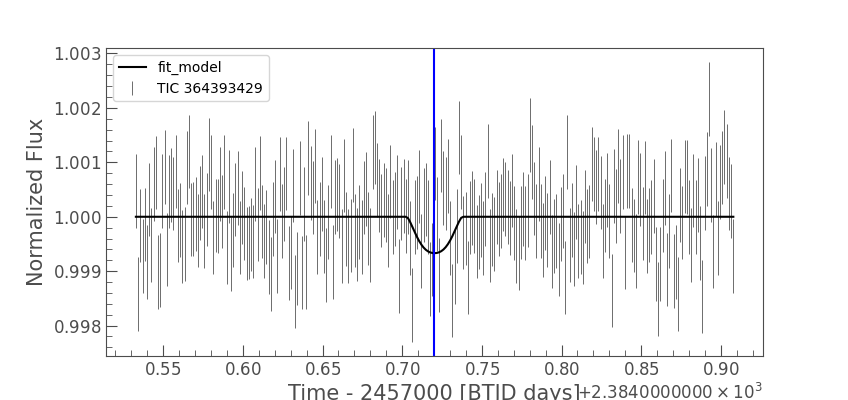 1.003
1.002
1.001
1.000
0.999
0.998
Normalized Flux
fit_model
TIC 364393429
0.55 0.60 0.65 0.70 0.75 0.80 0.85 0.90
Time - 2457000 [BTJD days]
+2.3840000000 × 10³